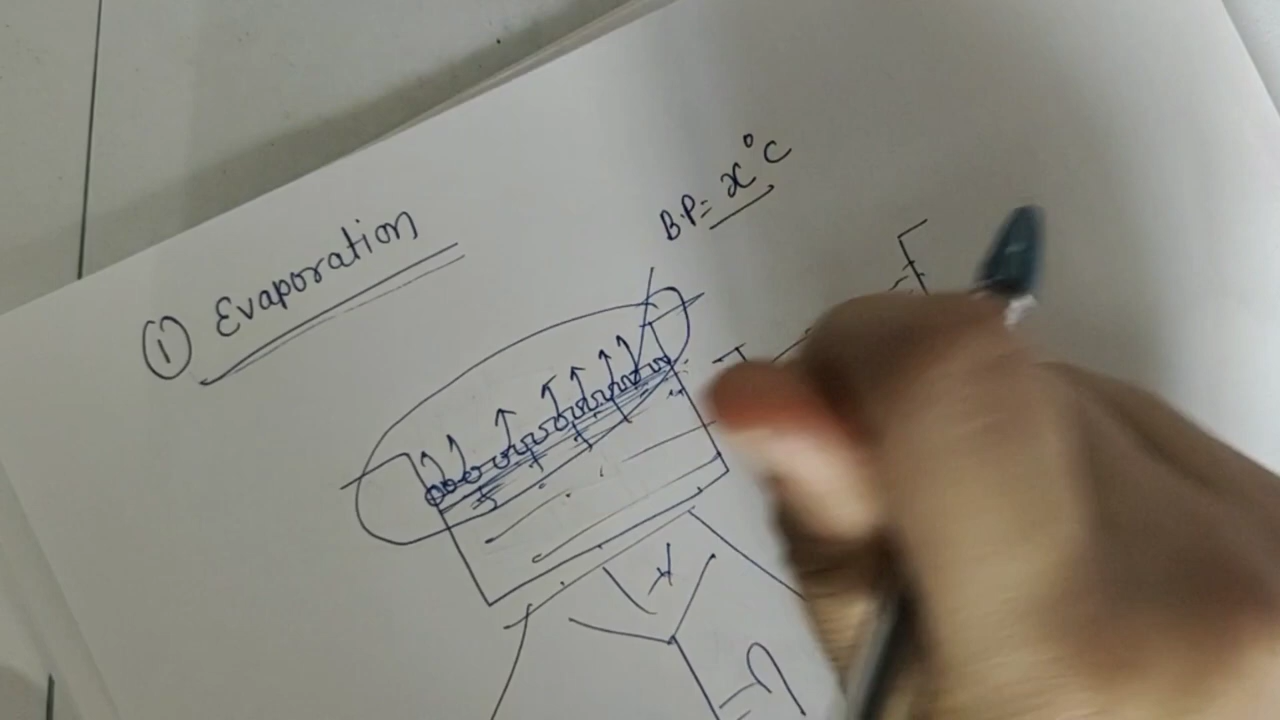 ① Evaporation
B.P= x°C